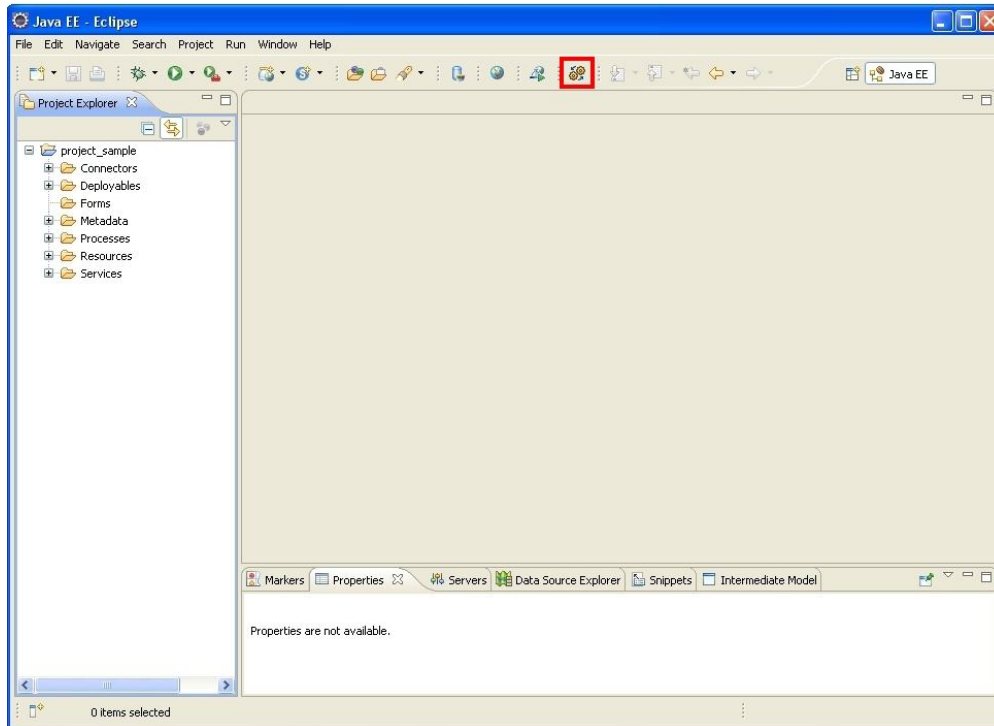 Java EE - Eclipse
File Edit Navigate Search Project Run Window Help
Java EE
Project Explorer
project_sample
Connectors
Deployables
Forms
Metadata
Processes
Resources
Services
Markers Properties Servers Data Source Explorer Snippets Intermediate Model
Properties are not available.
0 items selected